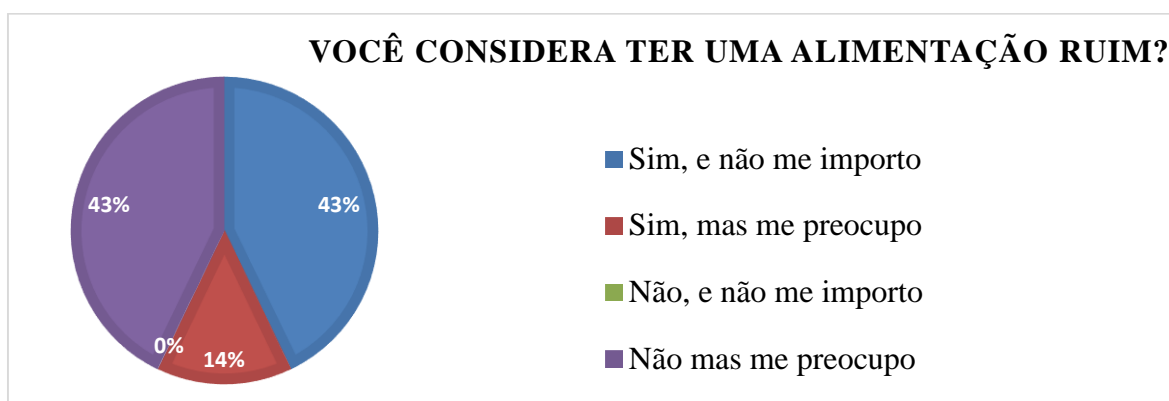 VOCÊ CONSIDERA TER UMA ALIMENTAÇÃO RUIM?
43%
43%
0%
14%
Sim, e não me importo
Sim, mas me preocupo
Não, e não me importo
Não mas me preocupo